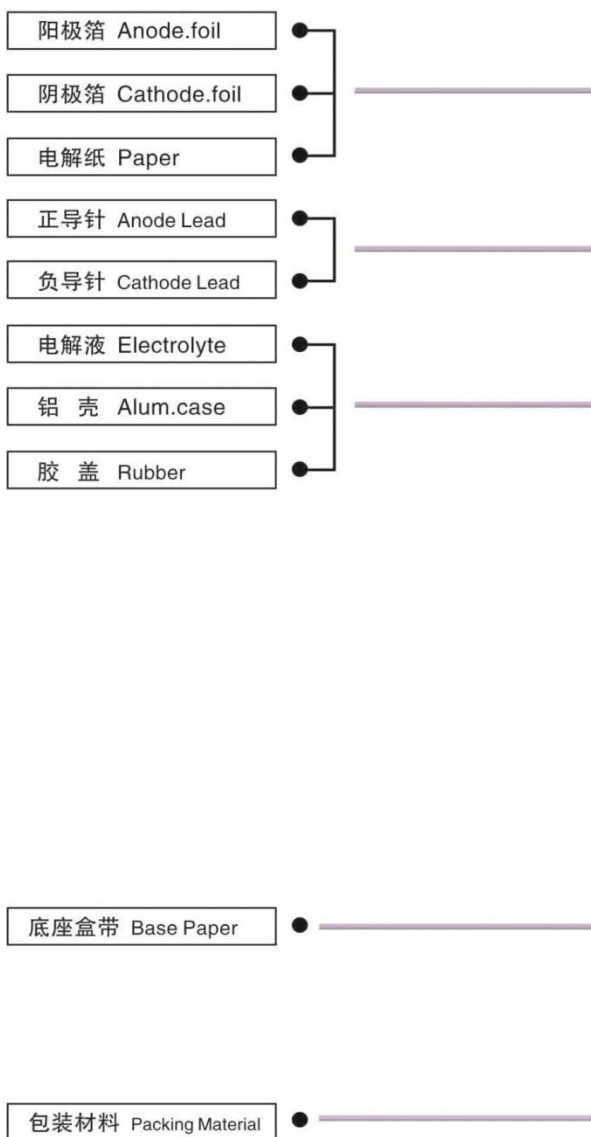 阳极箔 Anode.foil
阴极箔 Cathode.foil
电解纸 Paper
正导针 Anode Lead
负导针 Cathode Lead
电解液 Electrolyte
铝 壳 Alum.case
胶 盖 Rubber
底座盒带 Base Paper
包装材料 Packing Material